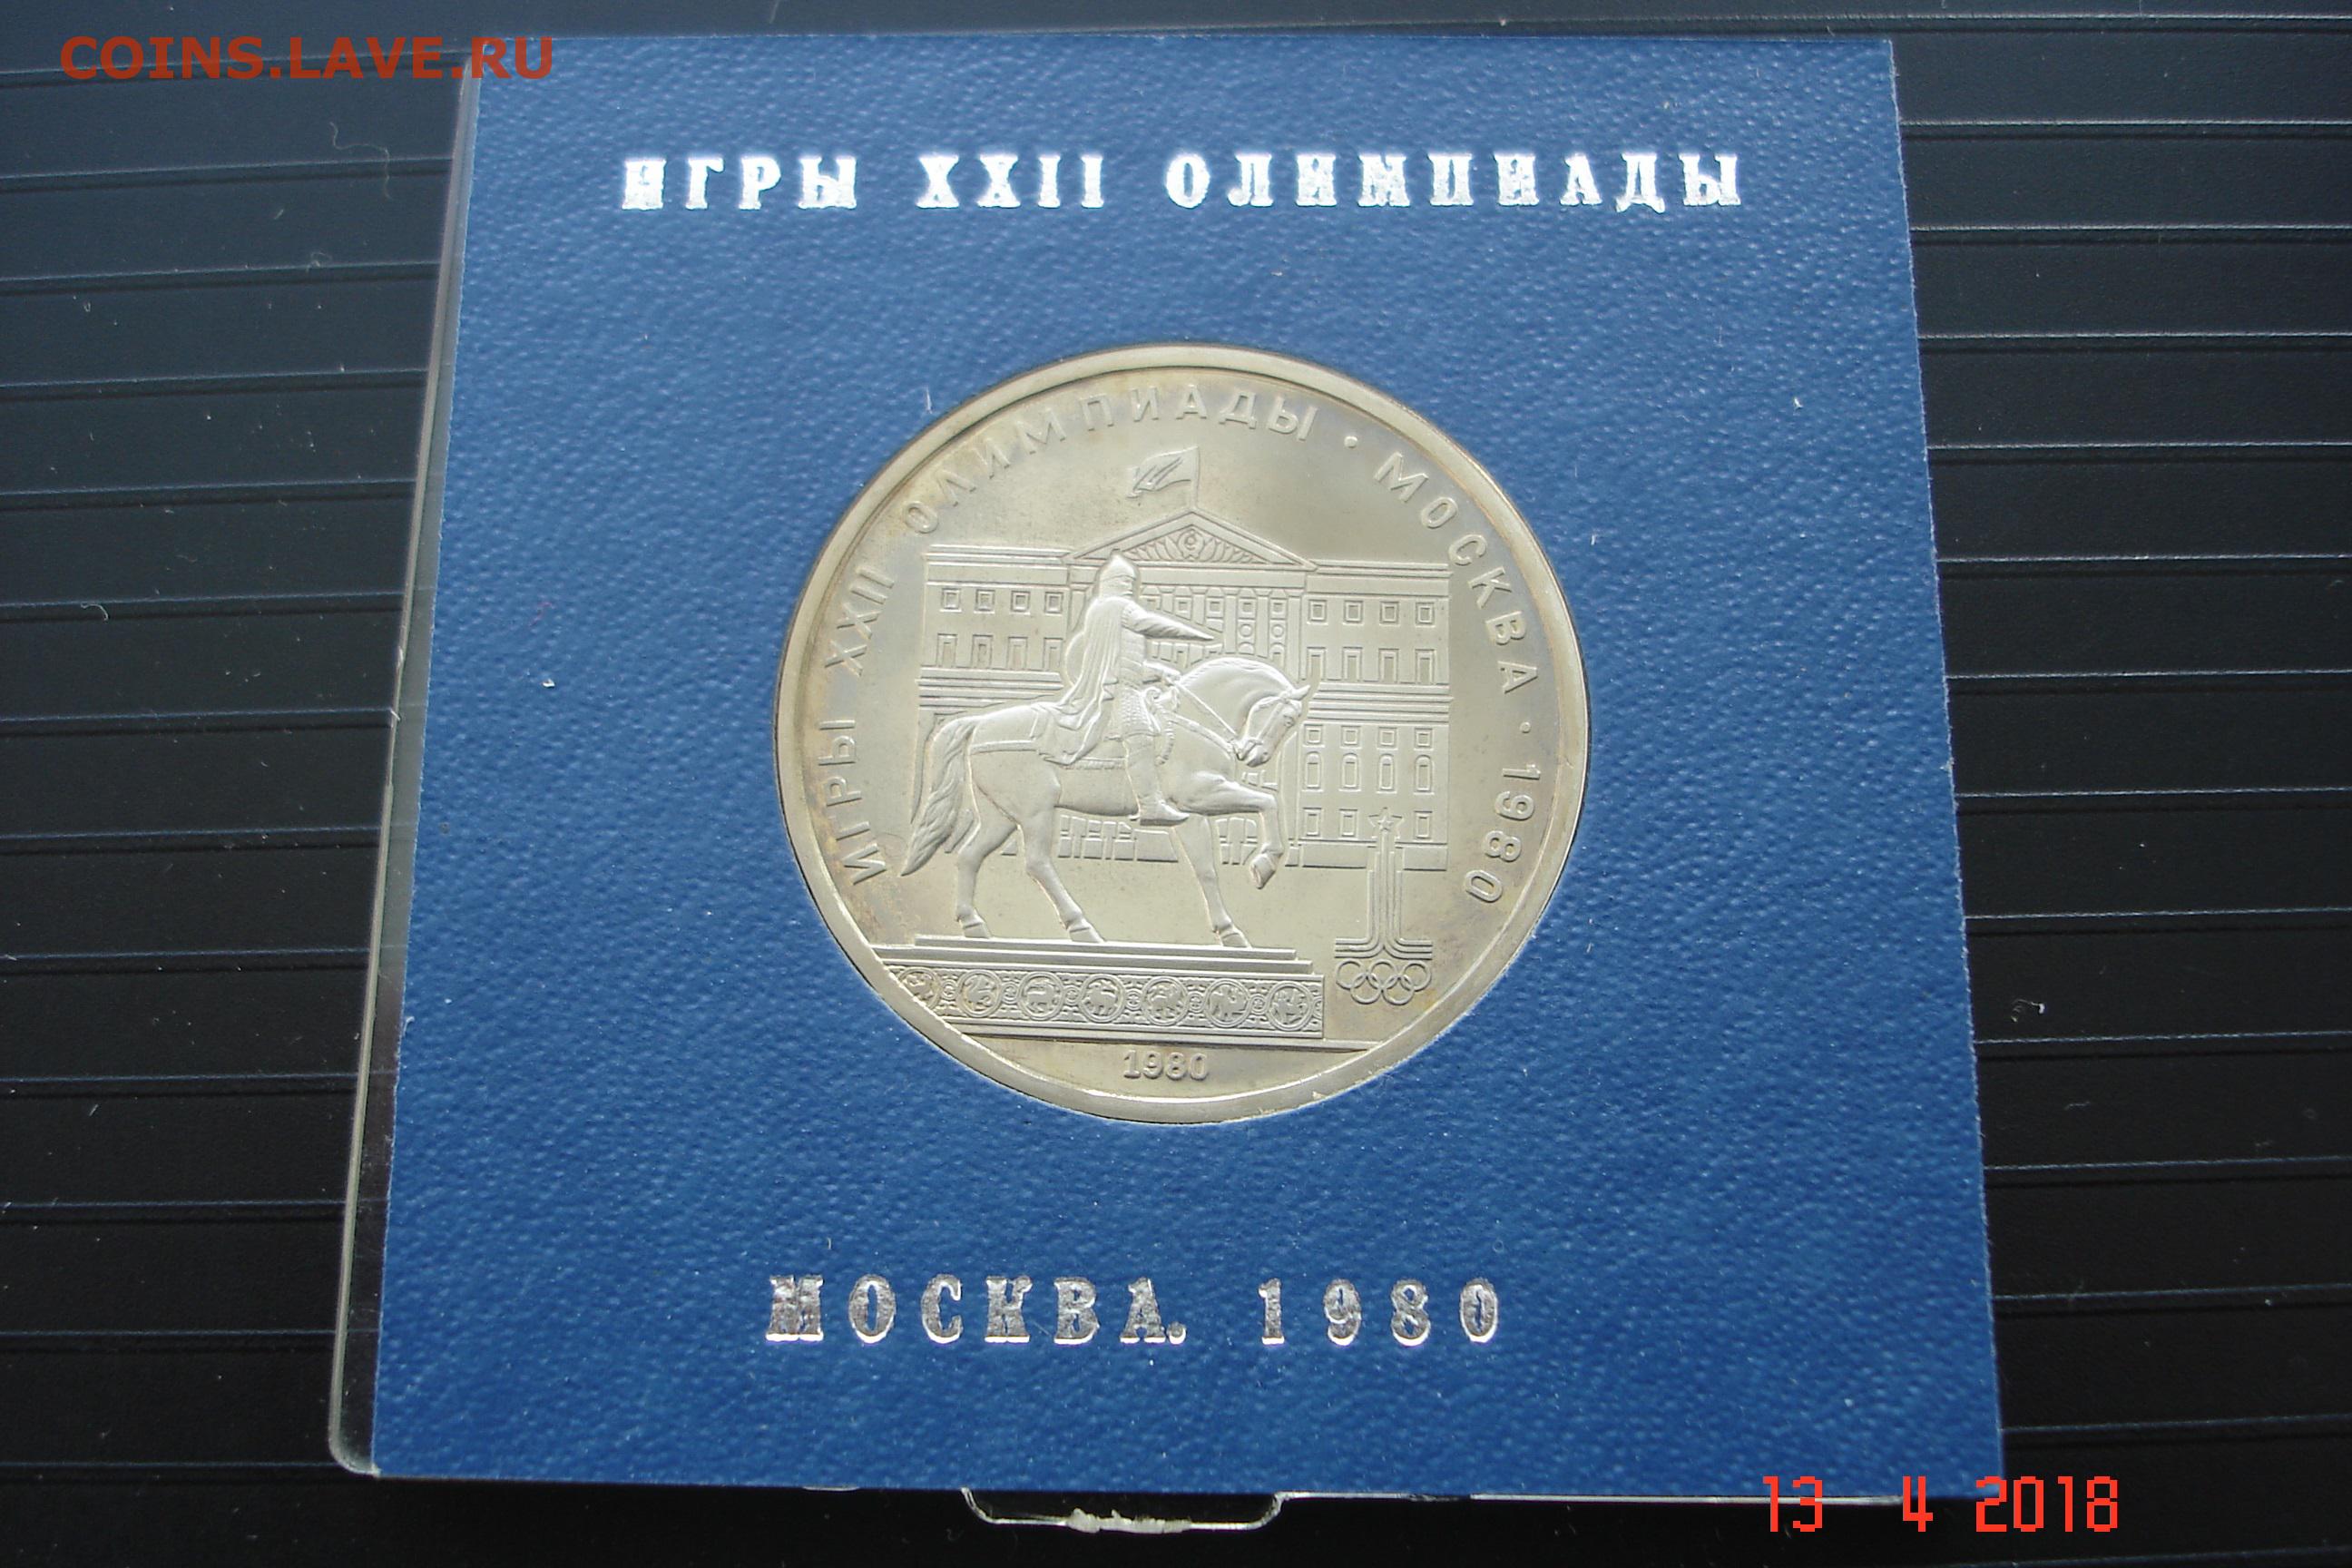 COINS.LAVE.RU
ИГРЫ XXII ОЛИМПИАДЫ
ИГРЫ XXII ОЛИМПИАДЫ · МОСКВА · 1980
1980
МОСКВА. 1980
13 4 2018